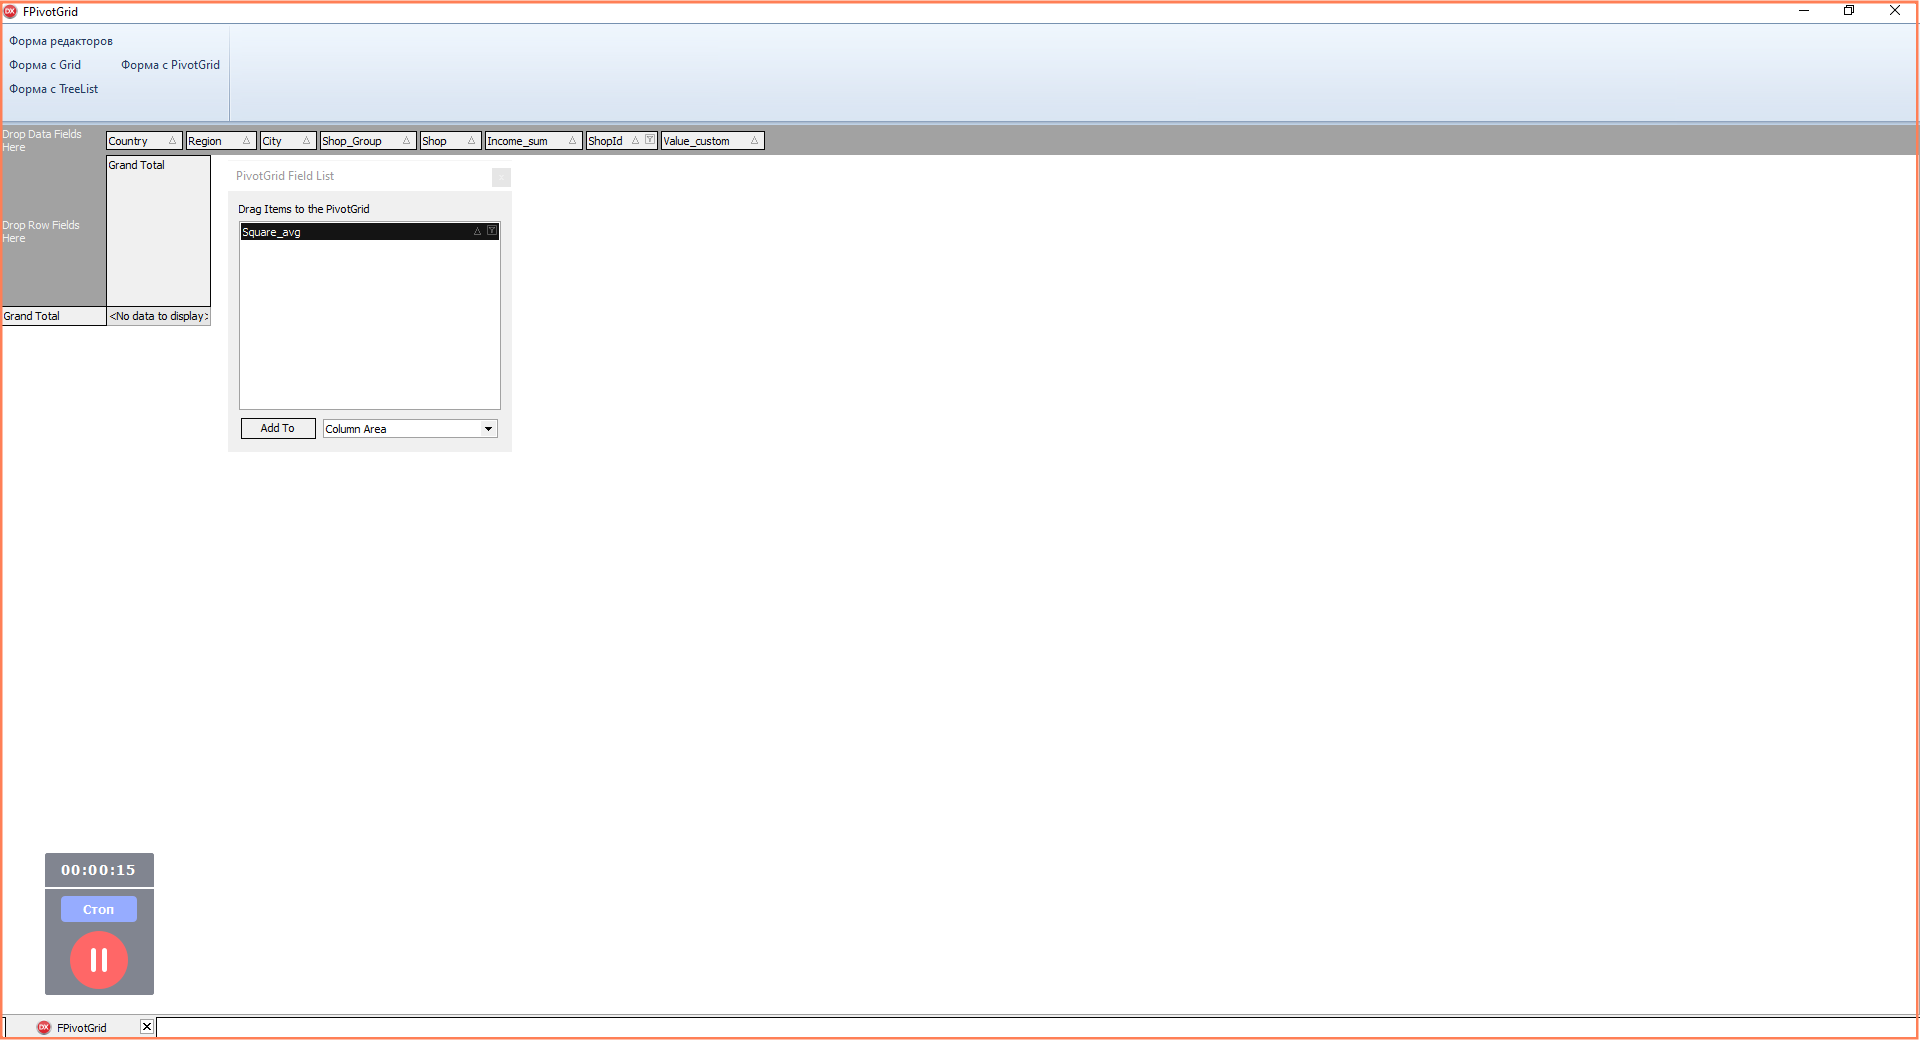 FPivotGrid
Форма редакторов
Форма с Grid
Форма с PivotGrid
Форма с TreeList
Drop Data Fields
Here
Country
Region
City
Shop_Group
Shop
Income_sum
ShopId
Value_custom
Grand Total
Drop Row Fields
Here
Grand Total
<No data to display>
PivotGrid Field List
Drag Items to the PivotGrid
Square_avg
Add To
Column Area
00:00:15
Стоп
FPivotGrid